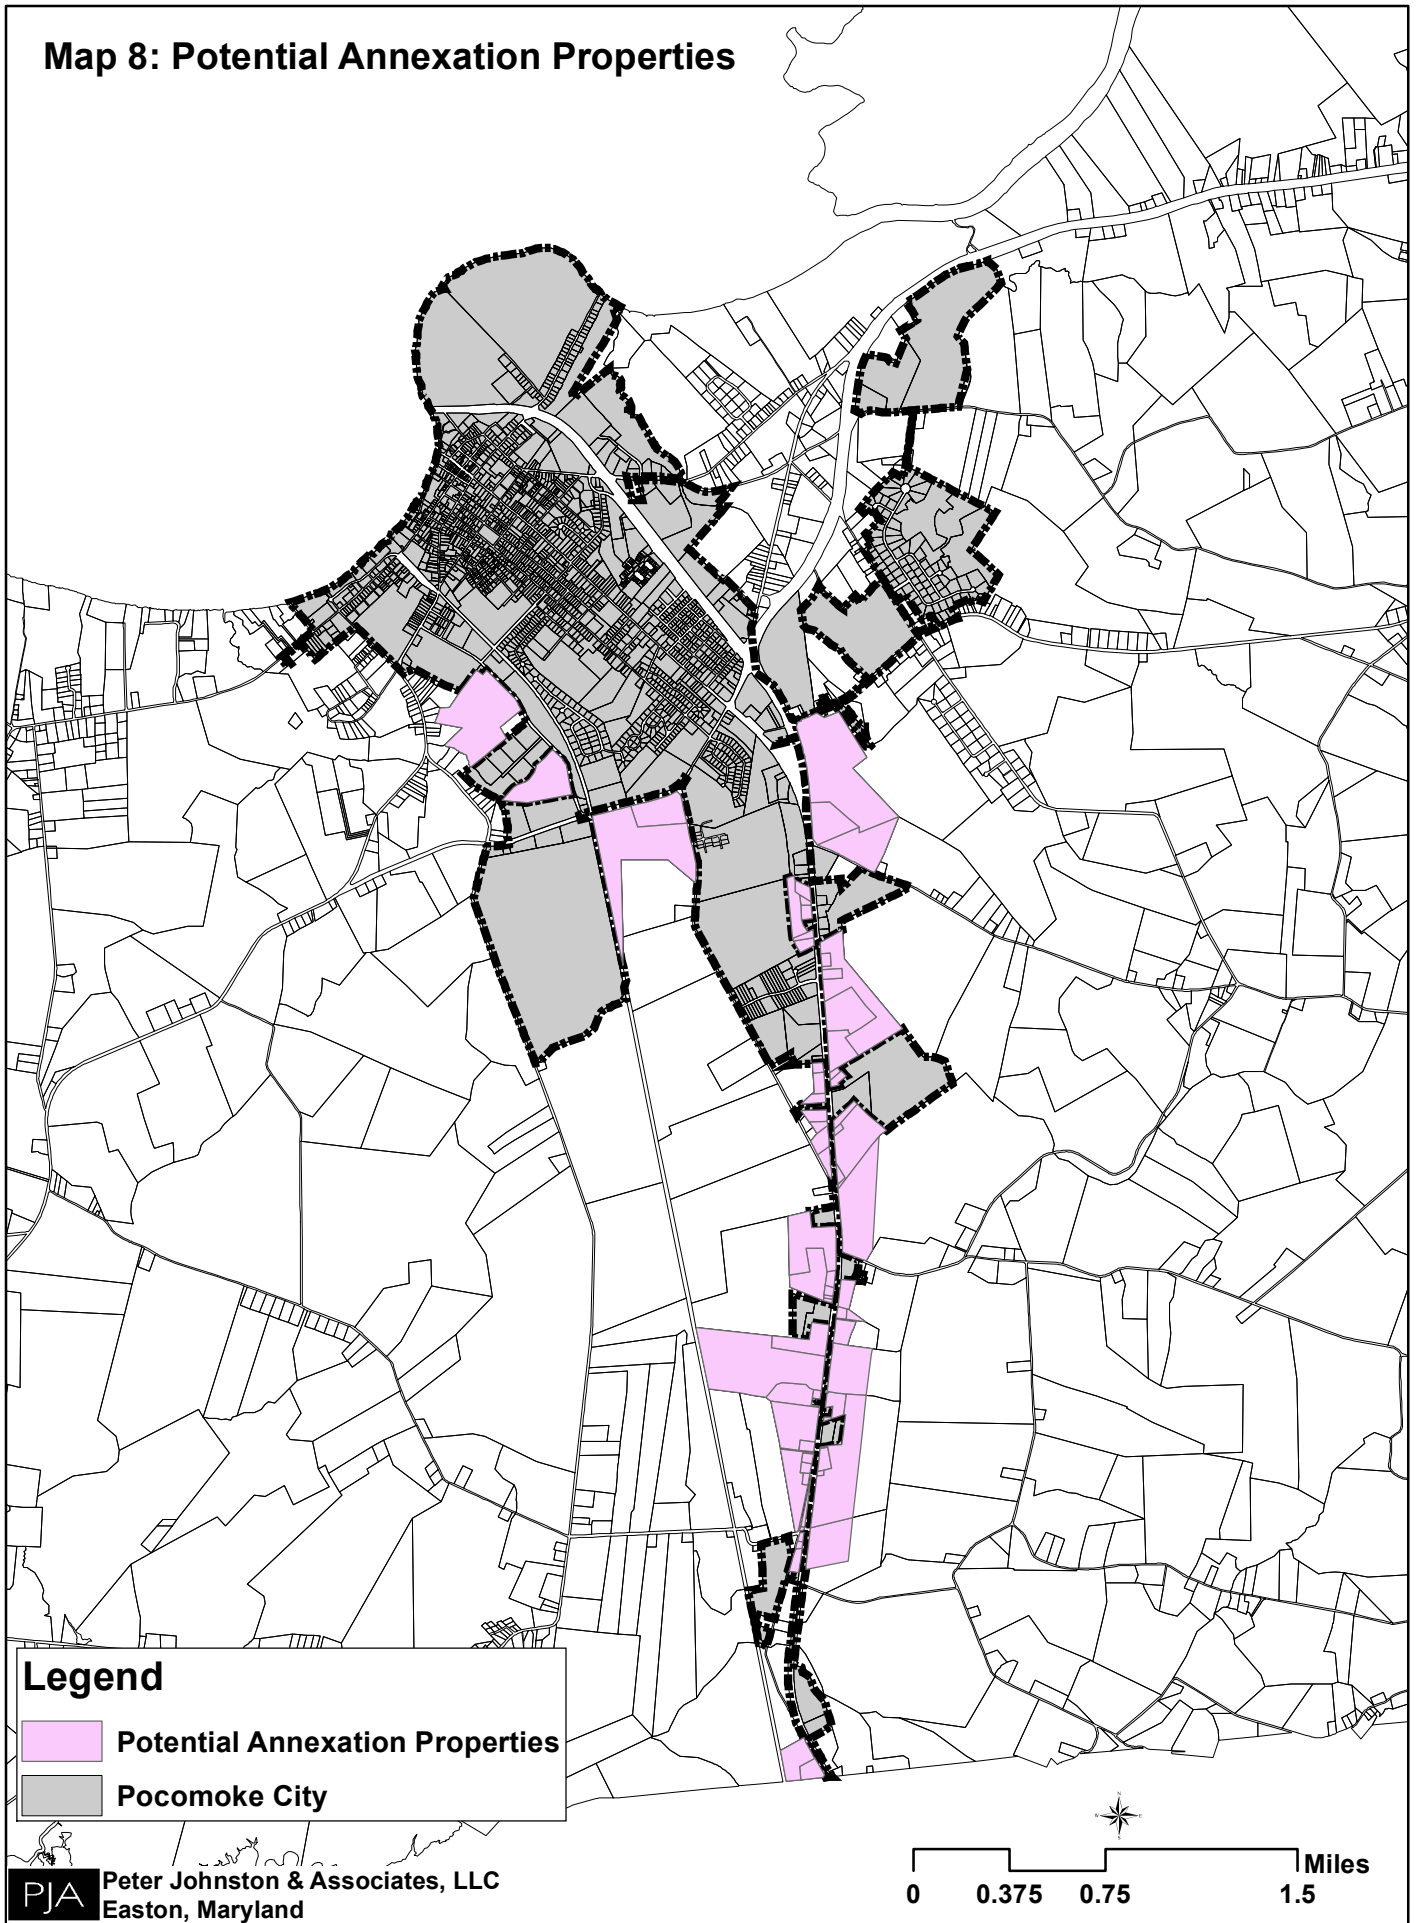 Map 8: Potential Annexation Properties
Legend
Potential Annexation Properties
Pocomoke City
N
W
E
S
Miles
0 0.375 0.75 1.5
PJA
Peter Johnston & Associates, LLC
Easton, Maryland